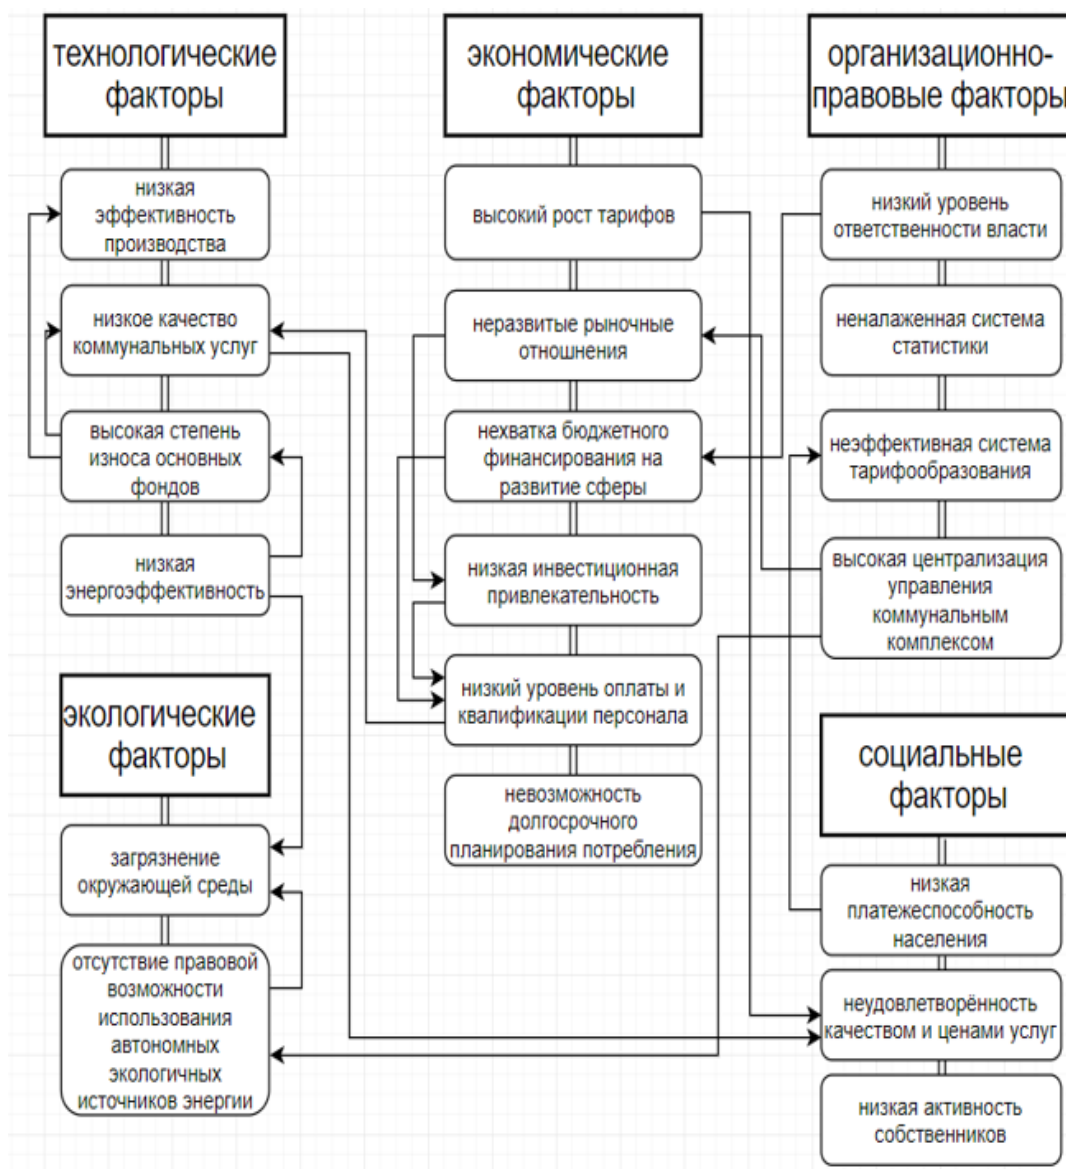 технологические
факторы
низкая
эффективность
производства
низкое качество
коммунальных услуг
высокая степень
износа основных
фондов
низкая
энергоэффективность
экологические
факторы
загрязнение
окружающей среды
отсутствие правовой
возможности
использования
автономных
экологичных
источников энергии
экономические
факторы
высокий рост тарифов
неразвитые рыночные
отношнения
нехватка бюджетного
финансирования на
развитие сферы
низкая инвестиционная
привлекательность
низкий уровень оплаты и
квалификации персонала
невозможность
долгосрочного
планирования потребления
организационно-
правовые факторы
низкий уровень
ответственности власти
неналаженная система
статистики
неэффективная система
тарифообразования
высокая централизация
управления
коммунальным
комплексом
социальные
факторы
низкая
платежеспособность
населения
неудовлетворённость
качеством и ценами услуг
низкая активность
собственников